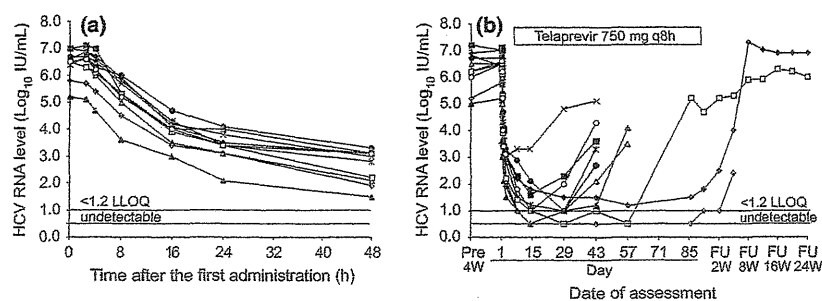 (a)
HCV RNA level (Log10 IU/mL)
8.0
7.0
6.0
5.0
4.0
3.0
2.0
1.0
0.0
<1.2 LLOQ
undetectable
0 8 16 24 32 40 48
Time after the first administration (h)
(b)
Telaprevir 750 mg q8h
HCV RNA level (Log10 IU/mL)
8.0
7.0
6.0
5.0
4.0
3.0
2.0
1.0
0.0
<1.2 LLOQ
undetectable
Pre 1 15 29 43 57 71 85 FU FU FU FU
4W 2W 8W 16W 24W
Day
Date of assessment